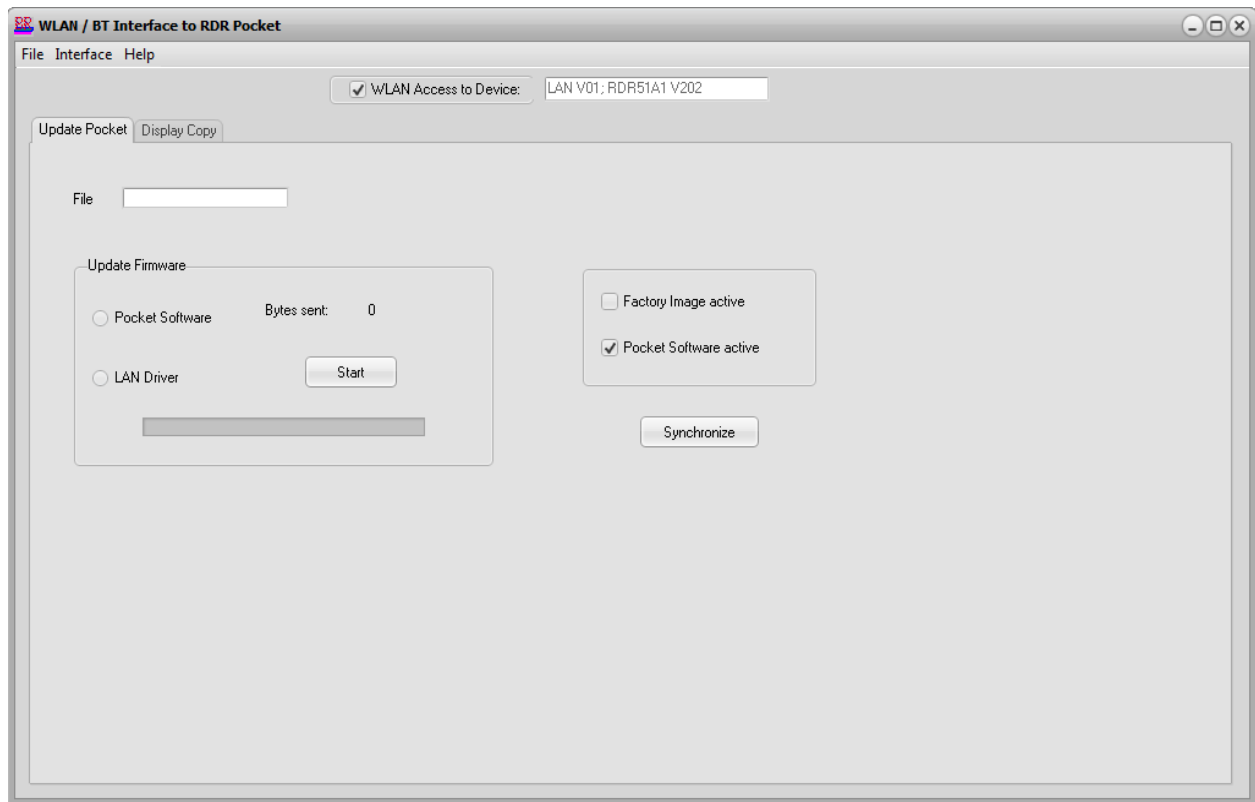 WLAN / BT Interface to RDR Pocket
File Interface Help
WLAN Access to Device: LAN V01; RDR51A1 V202
Update Pocket Display Copy
File
Update Firmware
Pocket Software Bytes sent: 0
LAN Driver Start
Factory Image active
Pocket Software active
Synchronize